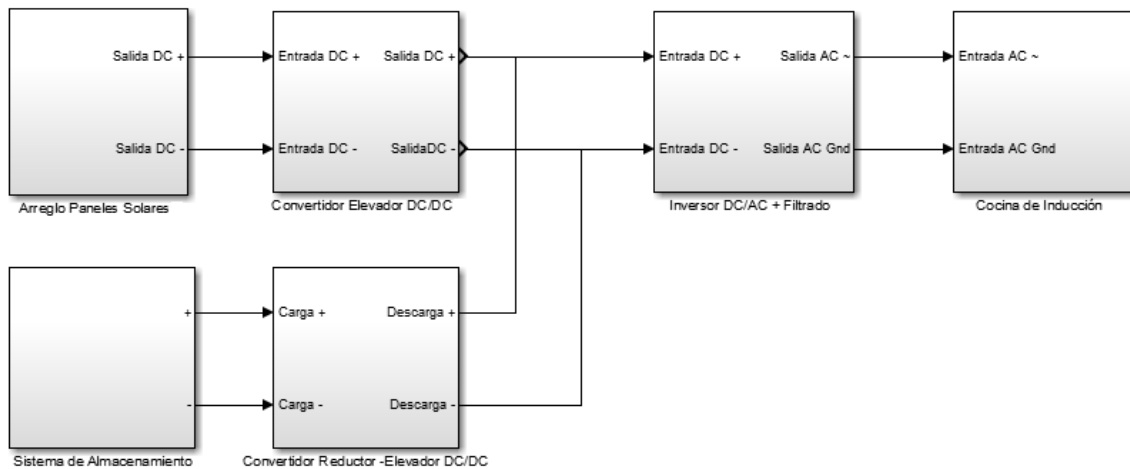 Salida DC +
Salida DC -
Arreglo Paneles Solares
Entrada DC +
Salida DC +
Entrada DC -
SalidaDC -
Convertidor Elevador DC/DC
Entrada DC +
Salida AC ~
Entrada DC -
Salida AC Gnd
Inversor DC/AC + Filtrado
Entrada AC ~
Entrada AC Gnd
Cocina de Inducción
+
-
Sistema de Almacenamiento
Carga +
Descarga +
Carga -
Descarga -
Convertidor Reductor -Elevador DC/DC